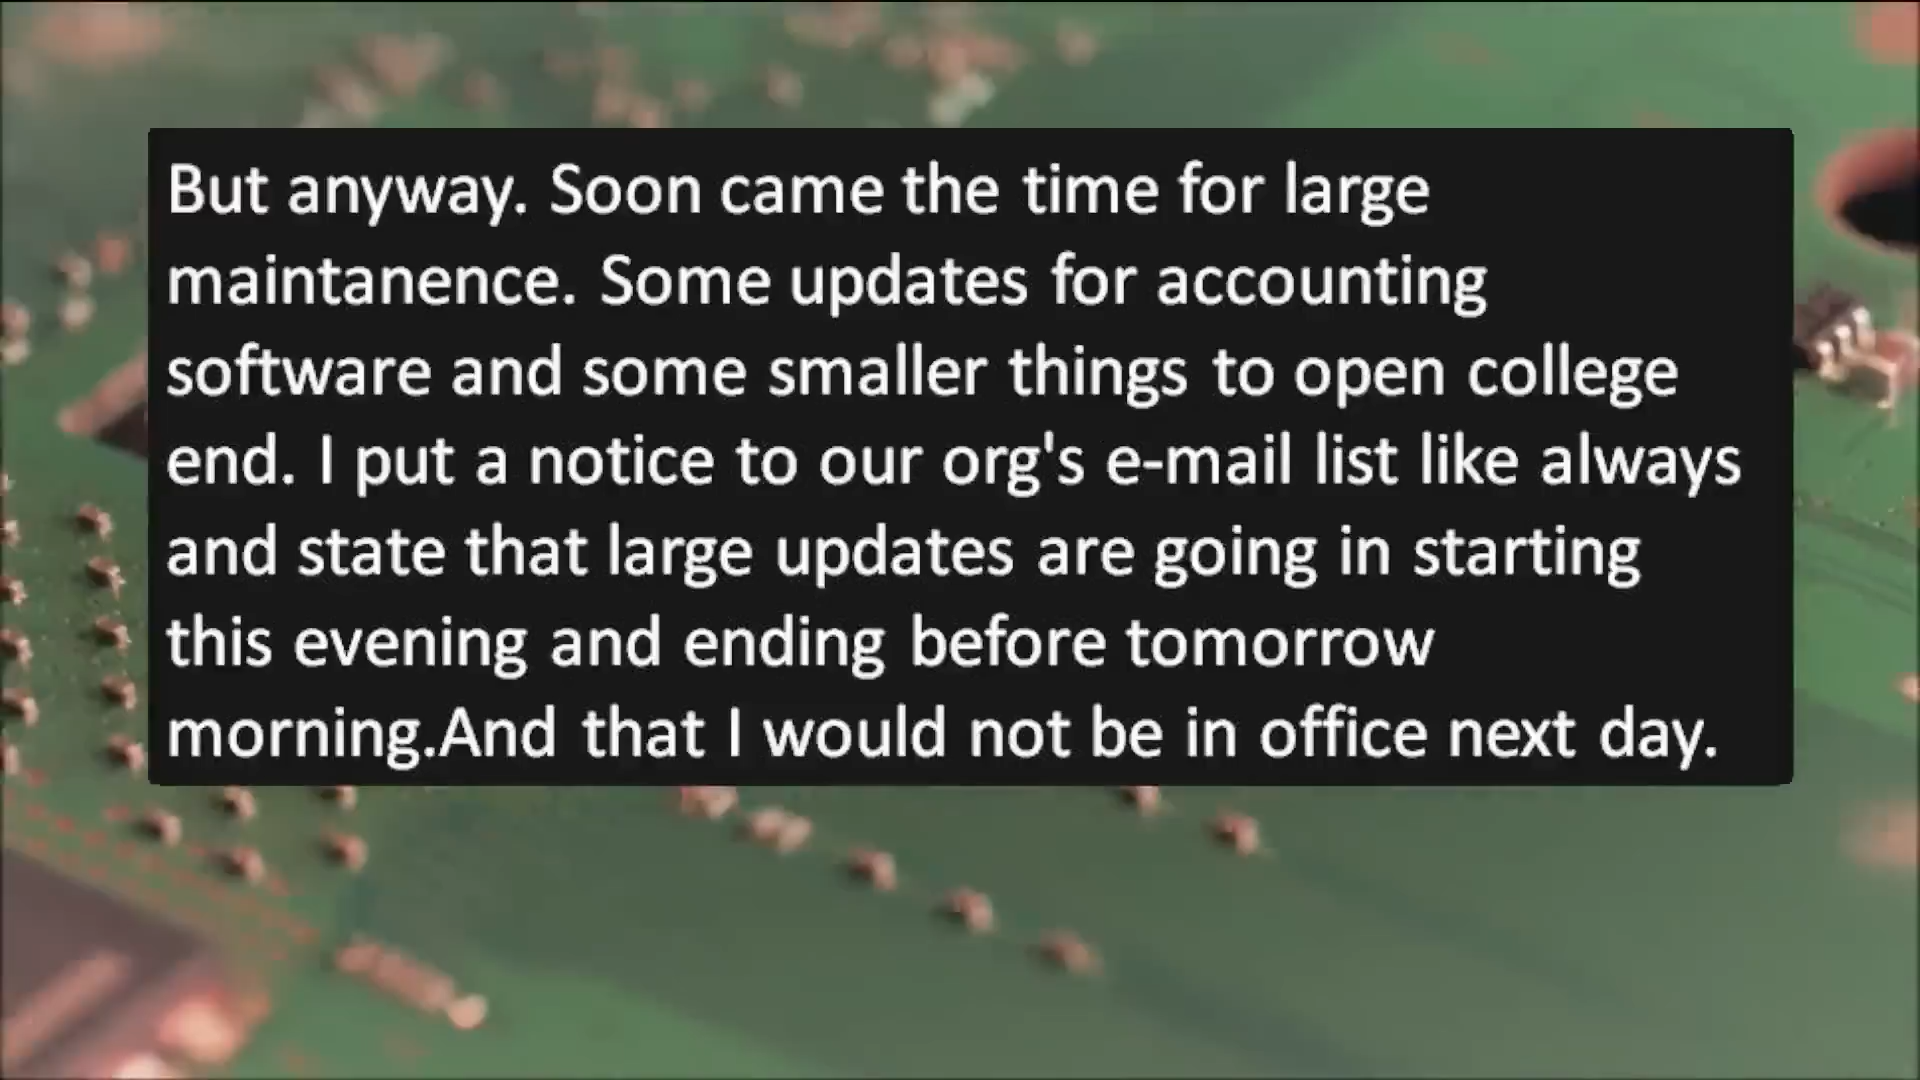 But anyway. Soon came the time for large
maintanence. Some updates for accounting
software and some smaller things to open college
end. I put a notice to our org's e-mail list like always
and state that large updates are going in starting
this evening and ending before tomorrow
morning.And that I would not be in office next day.